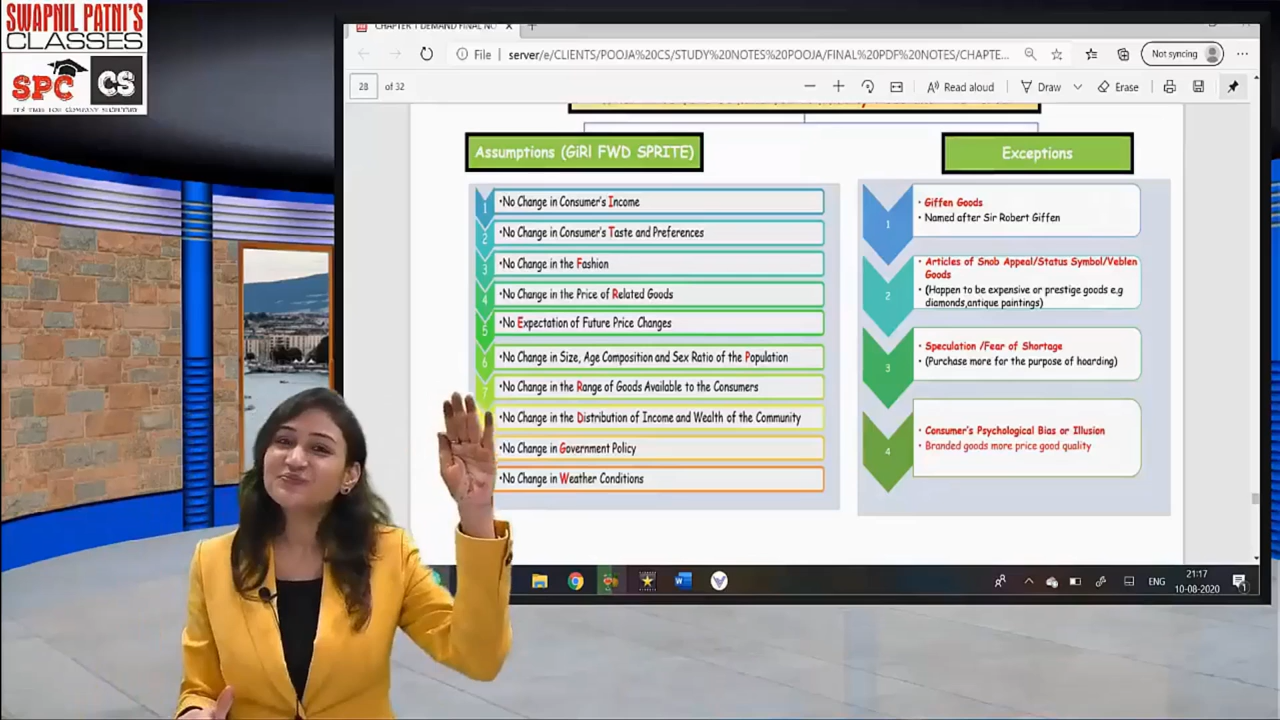 SWAPNIL PATNI'S
CLASSES
SPC
CS
CHAPTER 1 DEMAND FINAL NO
File
server/e/CLIENTS/POOJA%20CS/STUDY%20NOTES%20POOJA/FINAL%20PDF%20NOTES/CHAPTE...
Not syncing
28 of 32
Read aloud
Draw
Erase
Assumptions (GiRl FWD SPRITE)
1 •No Change in Consumer's Income
2 •No Change in Consumer's Taste and Preferences
3 •No Change in the Fashion
4 •No Change in the Price of Related Goods
5 •No Expectation of Future Price Changes
6 •No Change in Size, Age Composition and Sex Ratio of the Population
7 •No Change in the Range of Goods Available to the Consumers
•No Change in the Distribution of Income and Wealth of the Community
•No Change in Government Policy
•No Change in Weather Conditions
Exceptions
1 • Giffen Goods
• Named after Sir Robert Giffen
2 • Articles of Snob Appeal/Status Symbol/Veblen
Goods
• (Happen to be expensive or prestige goods e.g
diamonds,antique paintings)
3 • Speculation /Fear of Shortage
• (Purchase more for the purpose of hoarding)
4 • Consumer's Psychological Bias or Illusion
• Branded goods more price good quality
ENG
21:17
10-08-2020